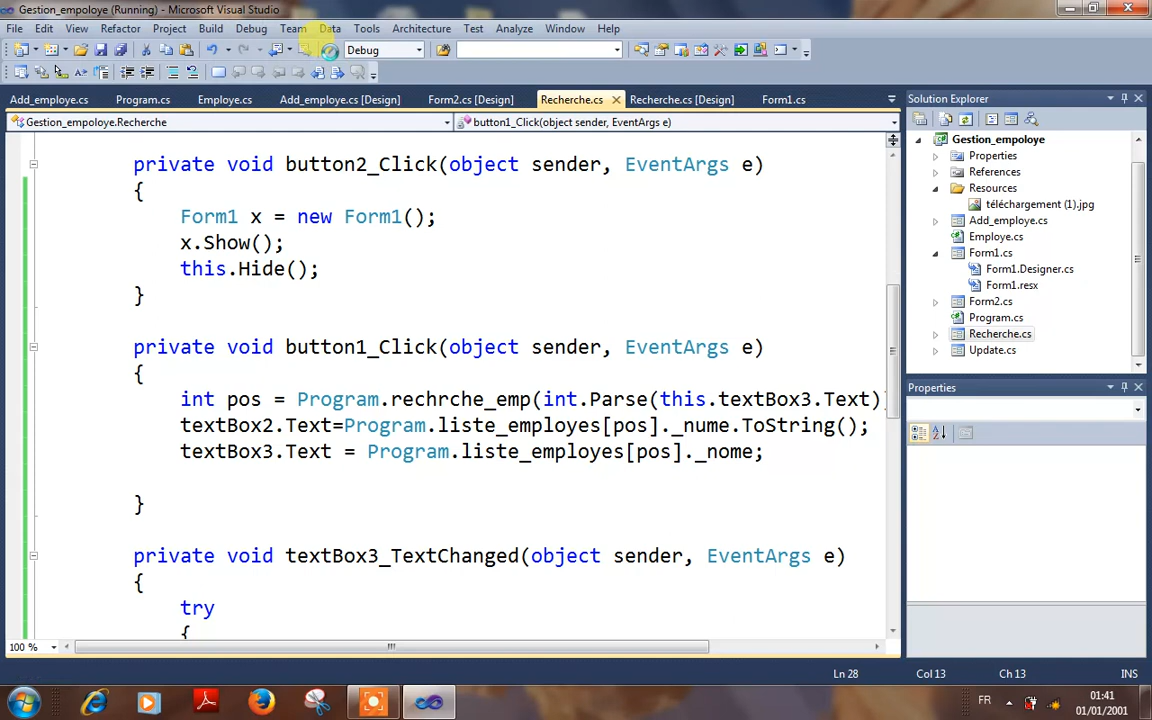 Gestion_empoloye (Running) - Microsoft Visual Studio
File Edit View Refactor Project Build Debug Team Data Tools Architecture Test Analyze Window Help
Debug
Add_employe.cs Program.cs Employe.cs Add_employe.cs [Design] Form2.cs [Design] Recherche.cs Recherche.cs [Design] Form1.cs
Gestion_empoloye.Recherche button1_Click(object sender, EventArgs e)
private void button2_Click(object sender, EventArgs e)
{
Form1 x = new Form1();
x.Show();
this.Hide();
}
private void button1_Click(object sender, EventArgs e)
{
int pos = Program.rechrche_emp(int.Parse(this.textBox3.Text)
textBox2.Text=Program.liste_employes[pos]._nume.ToString();
textBox3.Text = Program.liste_employes[pos]._nome;
}
private void textBox3_TextChanged(object sender, EventArgs e)
{
try
{
100 %
Solution Explorer
Gestion_empoloye
Properties
References
Resources
téléchargement (1).jpg
Add_employe.cs
Employe.cs
Form1.cs
Form1.Designer.cs
Form1.resx
Form2.cs
Program.cs
Recherche.cs
Update.cs
Properties
Ln 28 Col 13 Ch 13 INS
FR 01:41
01/01/2001